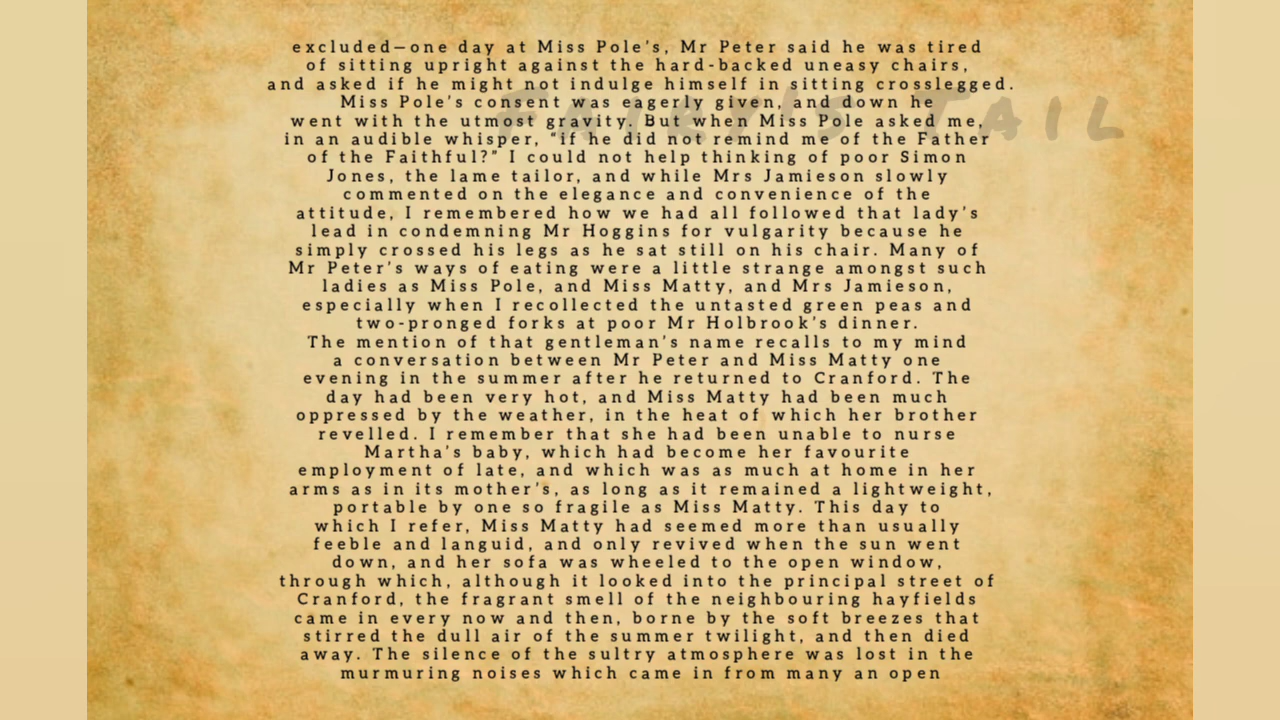 excluded—one day at Miss Pole's, Mr Peter said he was tired
of sitting upright against the hard-backed uneasy chairs,
and asked if he might not indulge himself in sitting crosslegged.
Miss Pole's consent was eagerly given, and down he
went with the utmost gravity. But when Miss Pole asked me,
in an audible whisper, "if he did not remind me of the Father
of the Faithful?" I could not help thinking of poor Simon
Jones, the lame tailor, and while Mrs Jamieson slowly
commented on the elegance and convenience of the
attitude, I remembered how we had all followed that lady's
lead in condemning Mr Hoggins for vulgarity because he
simply crossed his legs as he sat still on his chair. Many of
Mr Peter's ways of eating were a little strange amongst such
ladies as Miss Pole, and Miss Matty, and Mrs Jamieson,
especially when I recollected the untasted green peas and
two-pronged forks at poor Mr Holbrook's dinner.
The mention of that gentleman's name recalls to my mind
a conversation between Mr Peter and Miss Matty one
evening in the summer after he returned to Cranford. The
day had been very hot, and Miss Matty had been much
oppressed by the weather, in the heat of which her brother
revelled. I remember that she had been unable to nurse
Martha's baby, which had become her favourite
employment of late, and which was as much at home in her
arms as in its mother's, as long as it remained a lightweight,
portable by one so fragile as Miss Matty. This day to
which I refer, Miss Matty had seemed more than usually
feeble and languid, and only revived when the sun went
down, and her sofa was wheeled to the open window,
through which, although it looked into the principal street of
Cranford, the fragrant smell of the neighbouring hayfields
came in every now and then, borne by the soft breezes that
stirred the dull air of the summer twilight, and then died
away. The silence of the sultry atmosphere was lost in the
murmuring noises which came in from many an open
TAIL